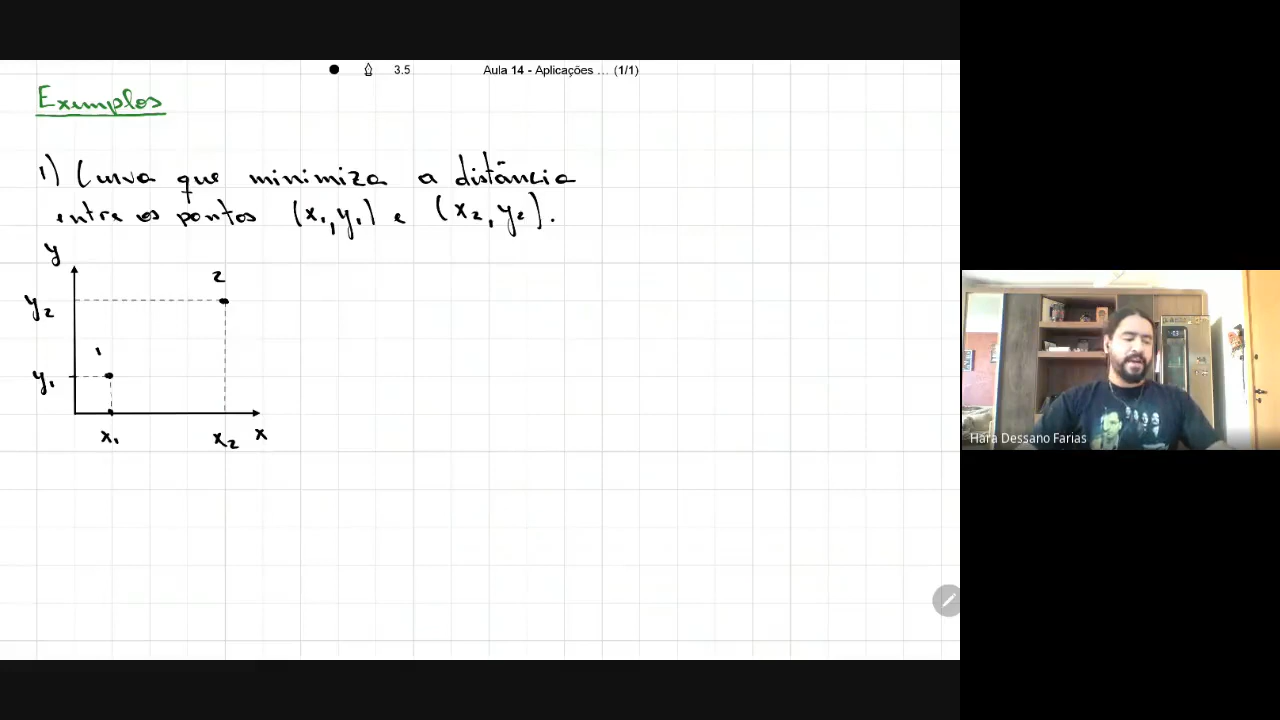 3.5 Aula 14 - Aplicações ... (1/1)
Exemplos
1) Curva que minimiza a distância
entre os pontos (x₁,y₁) e (x₂,y₂).
y
2
y₂
1
y₁
x₁ x₂ x
Hara Dessano Farias